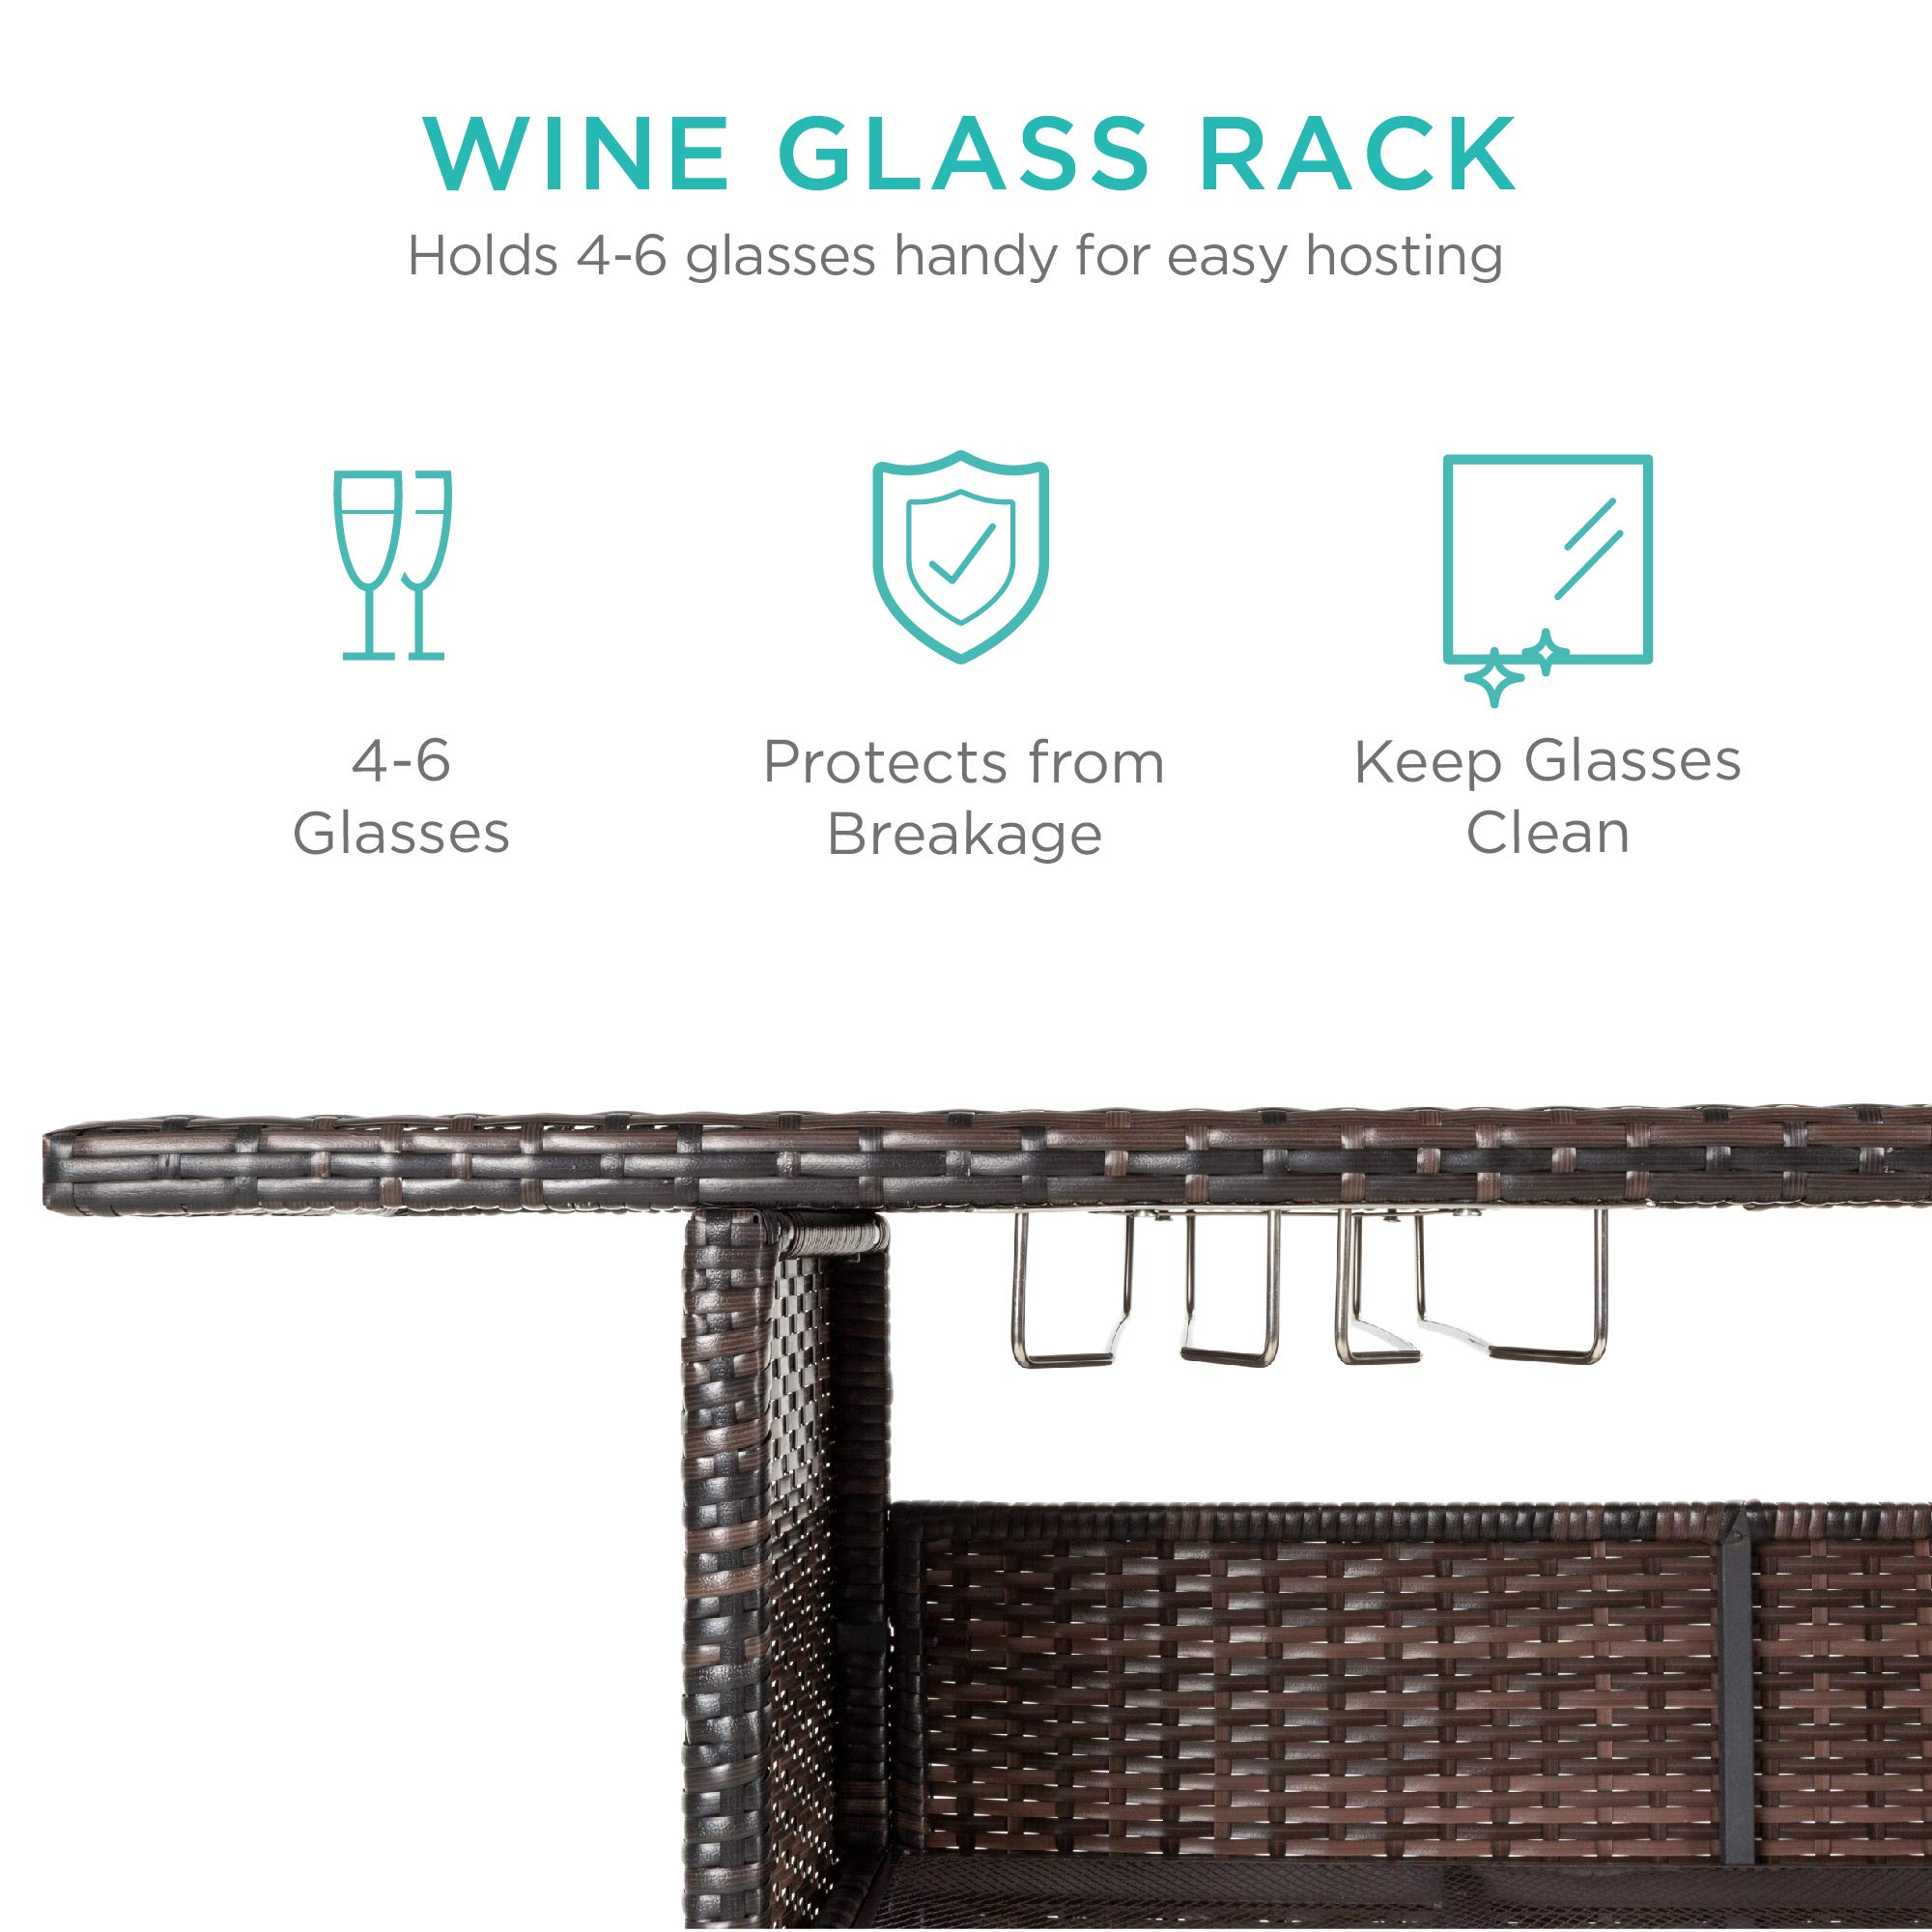 WINE GLASS RACK
Holds 4-6 glasses handy for easy hosting
4-6
Glasses
Protects from
Breakage
Keep Glasses
Clean